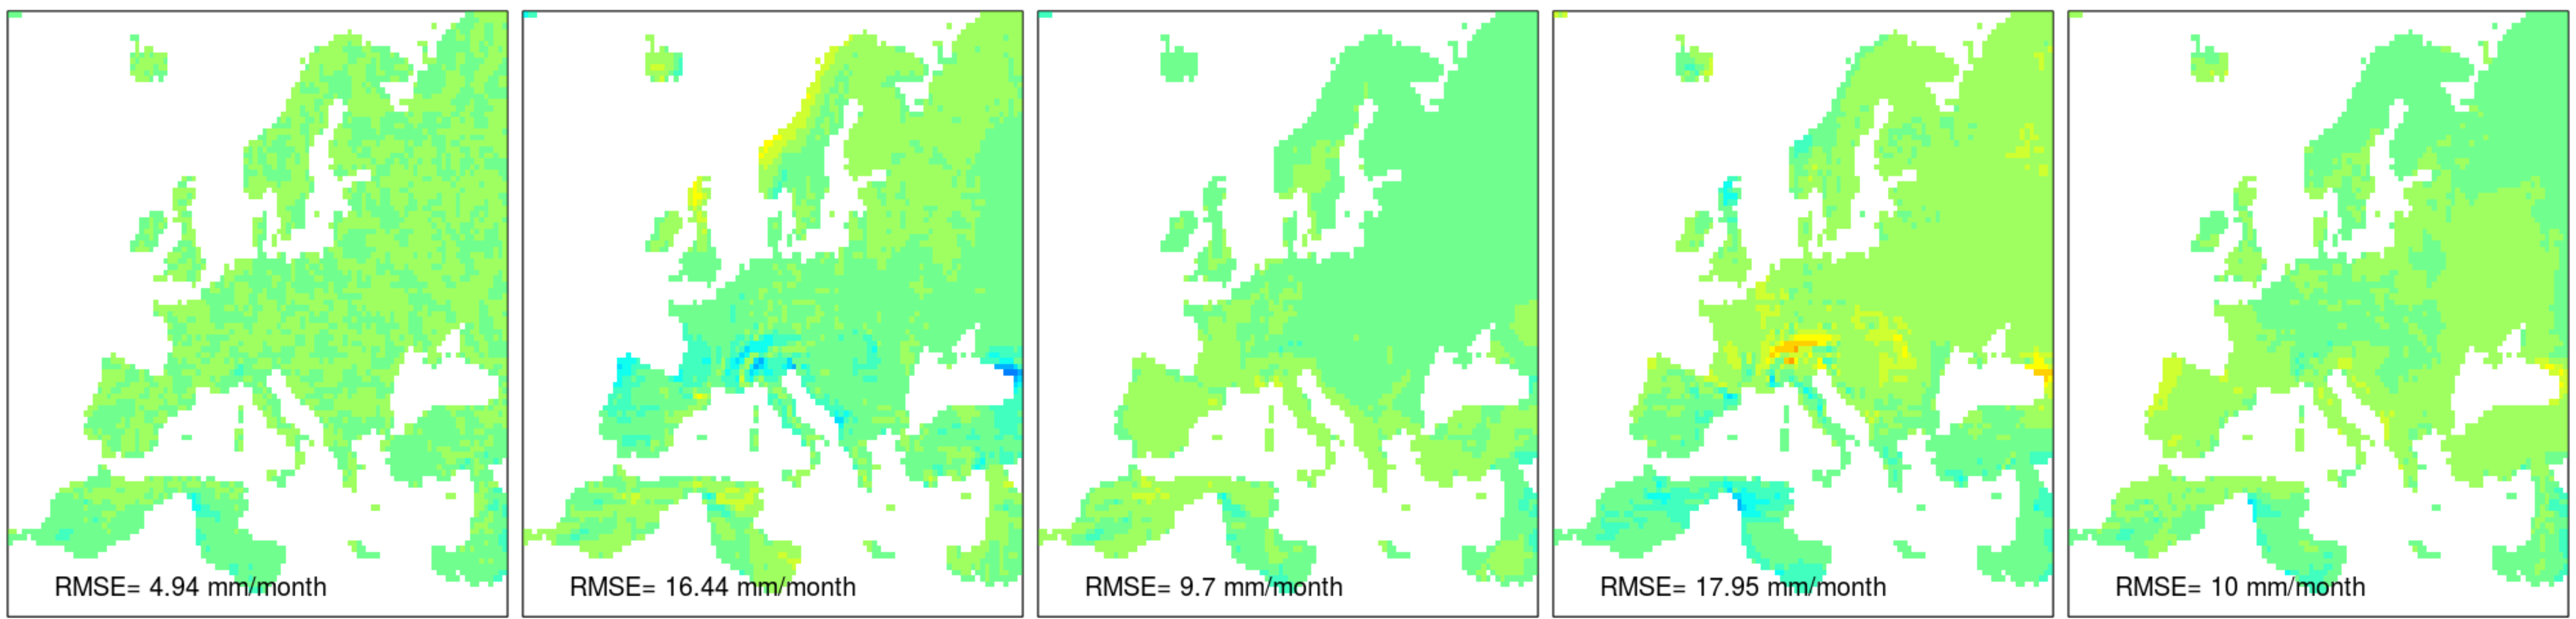 RMSE= 4.94 mm/month
RMSE= 16.44 mm/month
RMSE= 9.7 mm/month
RMSE= 17.95 mm/month
RMSE= 10 mm/month